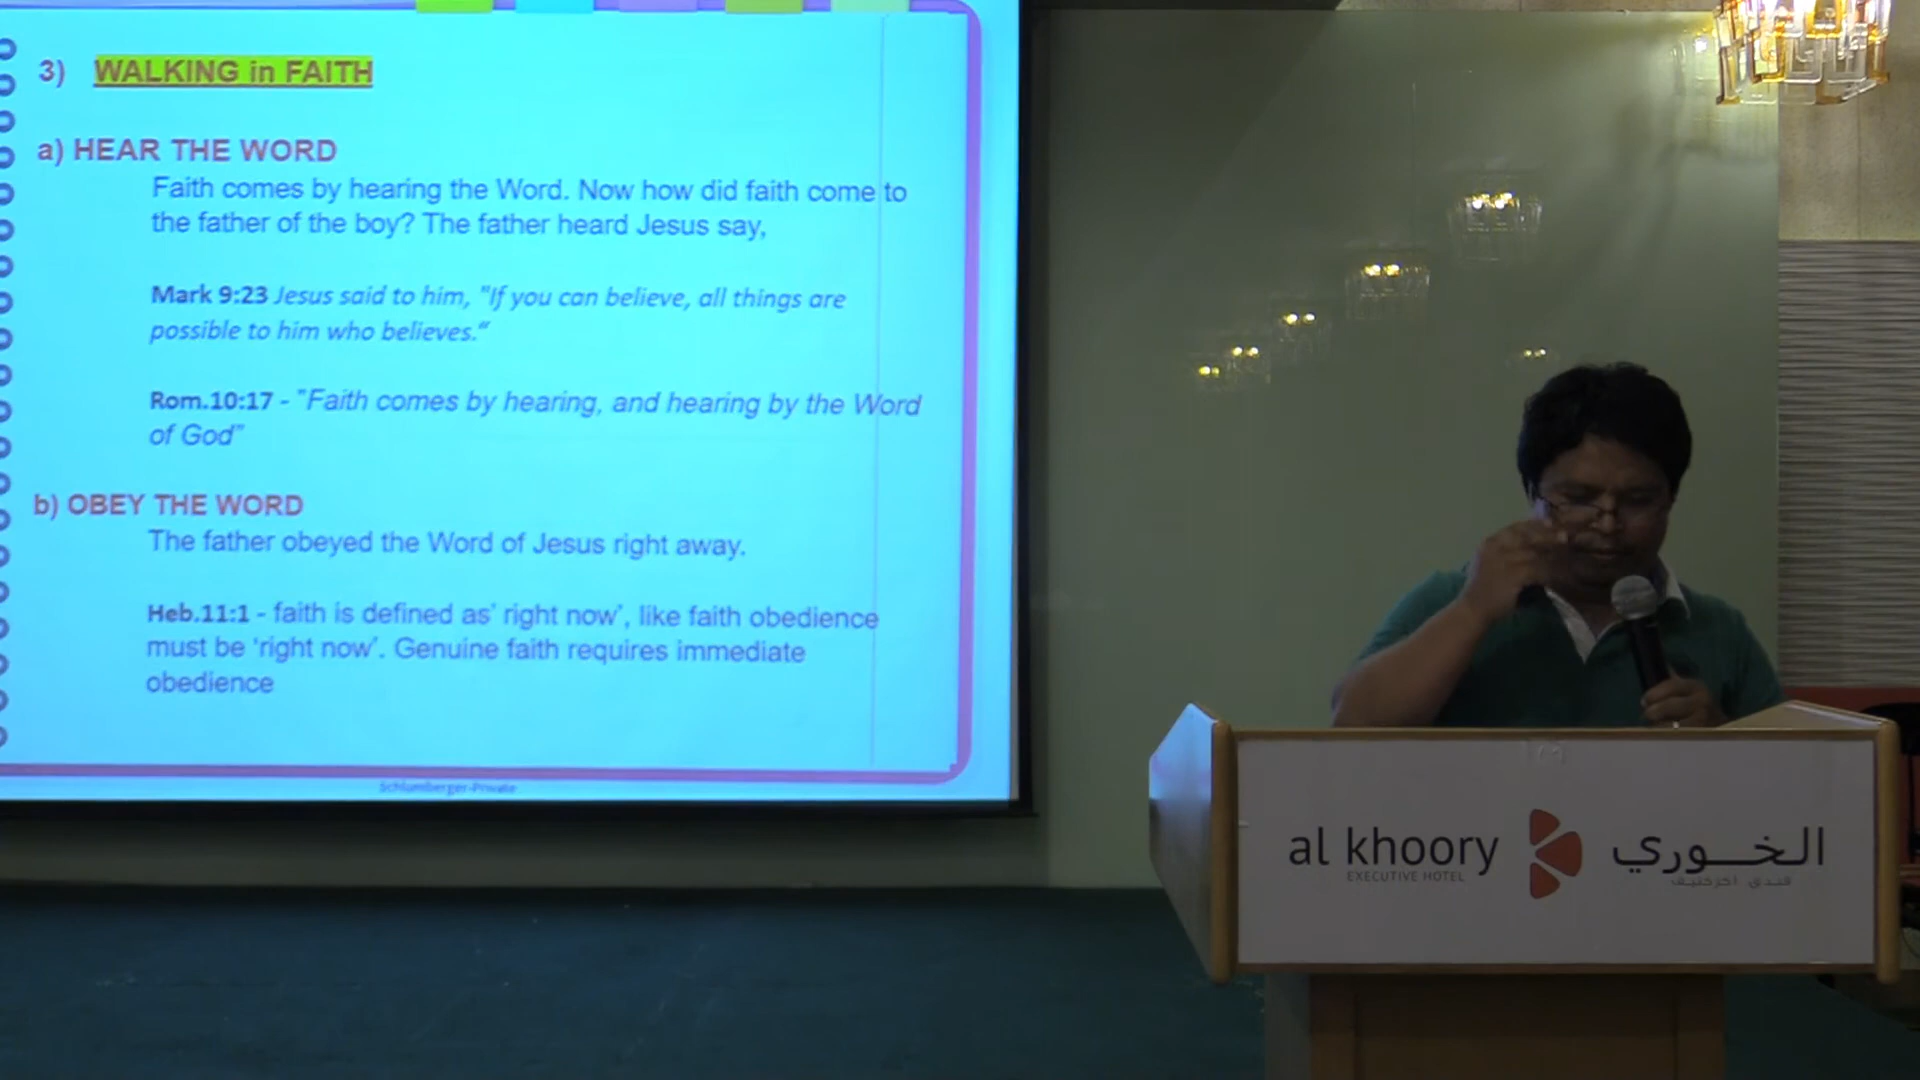 3) WALKING in FAITH
a) HEAR THE WORD
Faith comes by hearing the Word. Now how did faith come to
the father of the boy? The father heard Jesus say,
Mark 9:23 Jesus said to him, "If you can believe, all things are
possible to him who believes.“
Rom.10:17 - "Faith comes by hearing, and hearing by the Word
of God"
b) OBEY THE WORD
The father obeyed the Word of Jesus right away.
Heb.11:1 - faith is defined as' right now', like faith obedience
must be 'right now'. Genuine faith requires immediate
obedience
Schlumberger-Private
al khoory
EXECUTIVE HOTEL
الخوري